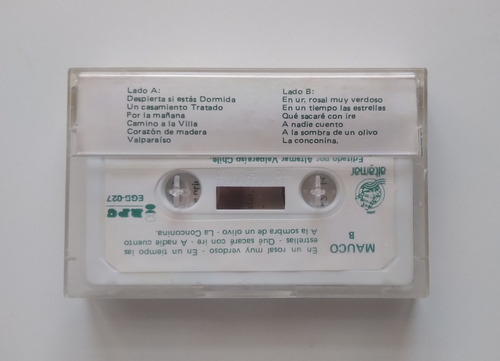 Lado A:
Despierta si estás Dormida
Un casamiento Tratado
Por la mañana
Camino a la Villa
Corazón de madera
Valparaíso
Lado B:
En ur, rosal muy verdoso
En un tiempo las estrellas
Qué sacaré con ire
A nadie cuento
A la sombra de un olivo
La conconina.
MAUCO
B
En un rosal muy verdoso - En un tiempo las
estrellas - Qué sacaré con ire - A nadie cuento
A la sombra de un olivo - La Conconina.
EGD-027
altamar
Editado por Altamar Valparaíso Chile